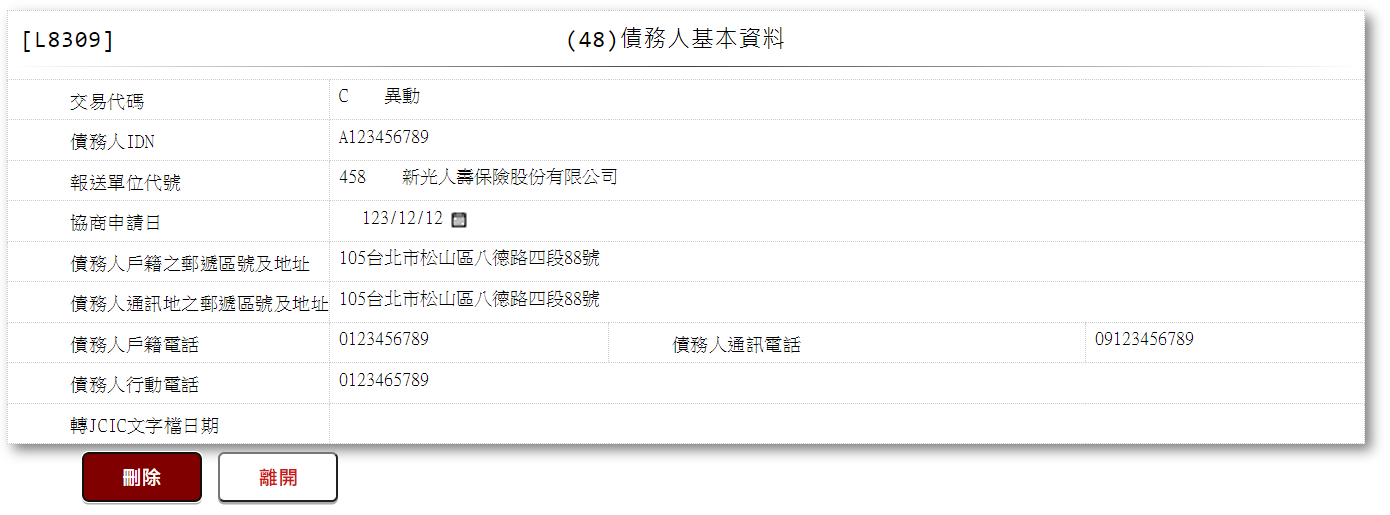 [L8309] (48)債務人基本資料
交易代碼 C 異動
債務人IDN A123456789
報送單位代號 458 新光人壽保險股份有限公司
協商申請日 123/12/12
債務人戶籍之郵遞區號及地址 105台北市松山區八德路四段88號
債務人通訊地之郵遞區號及地址 105台北市松山區八德路四段88號
債務人戶籍電話 0123456789 債務人通訊電話 09123456789
債務人行動電話 0123465789
轉JCIC文字檔日期
刪除 離開